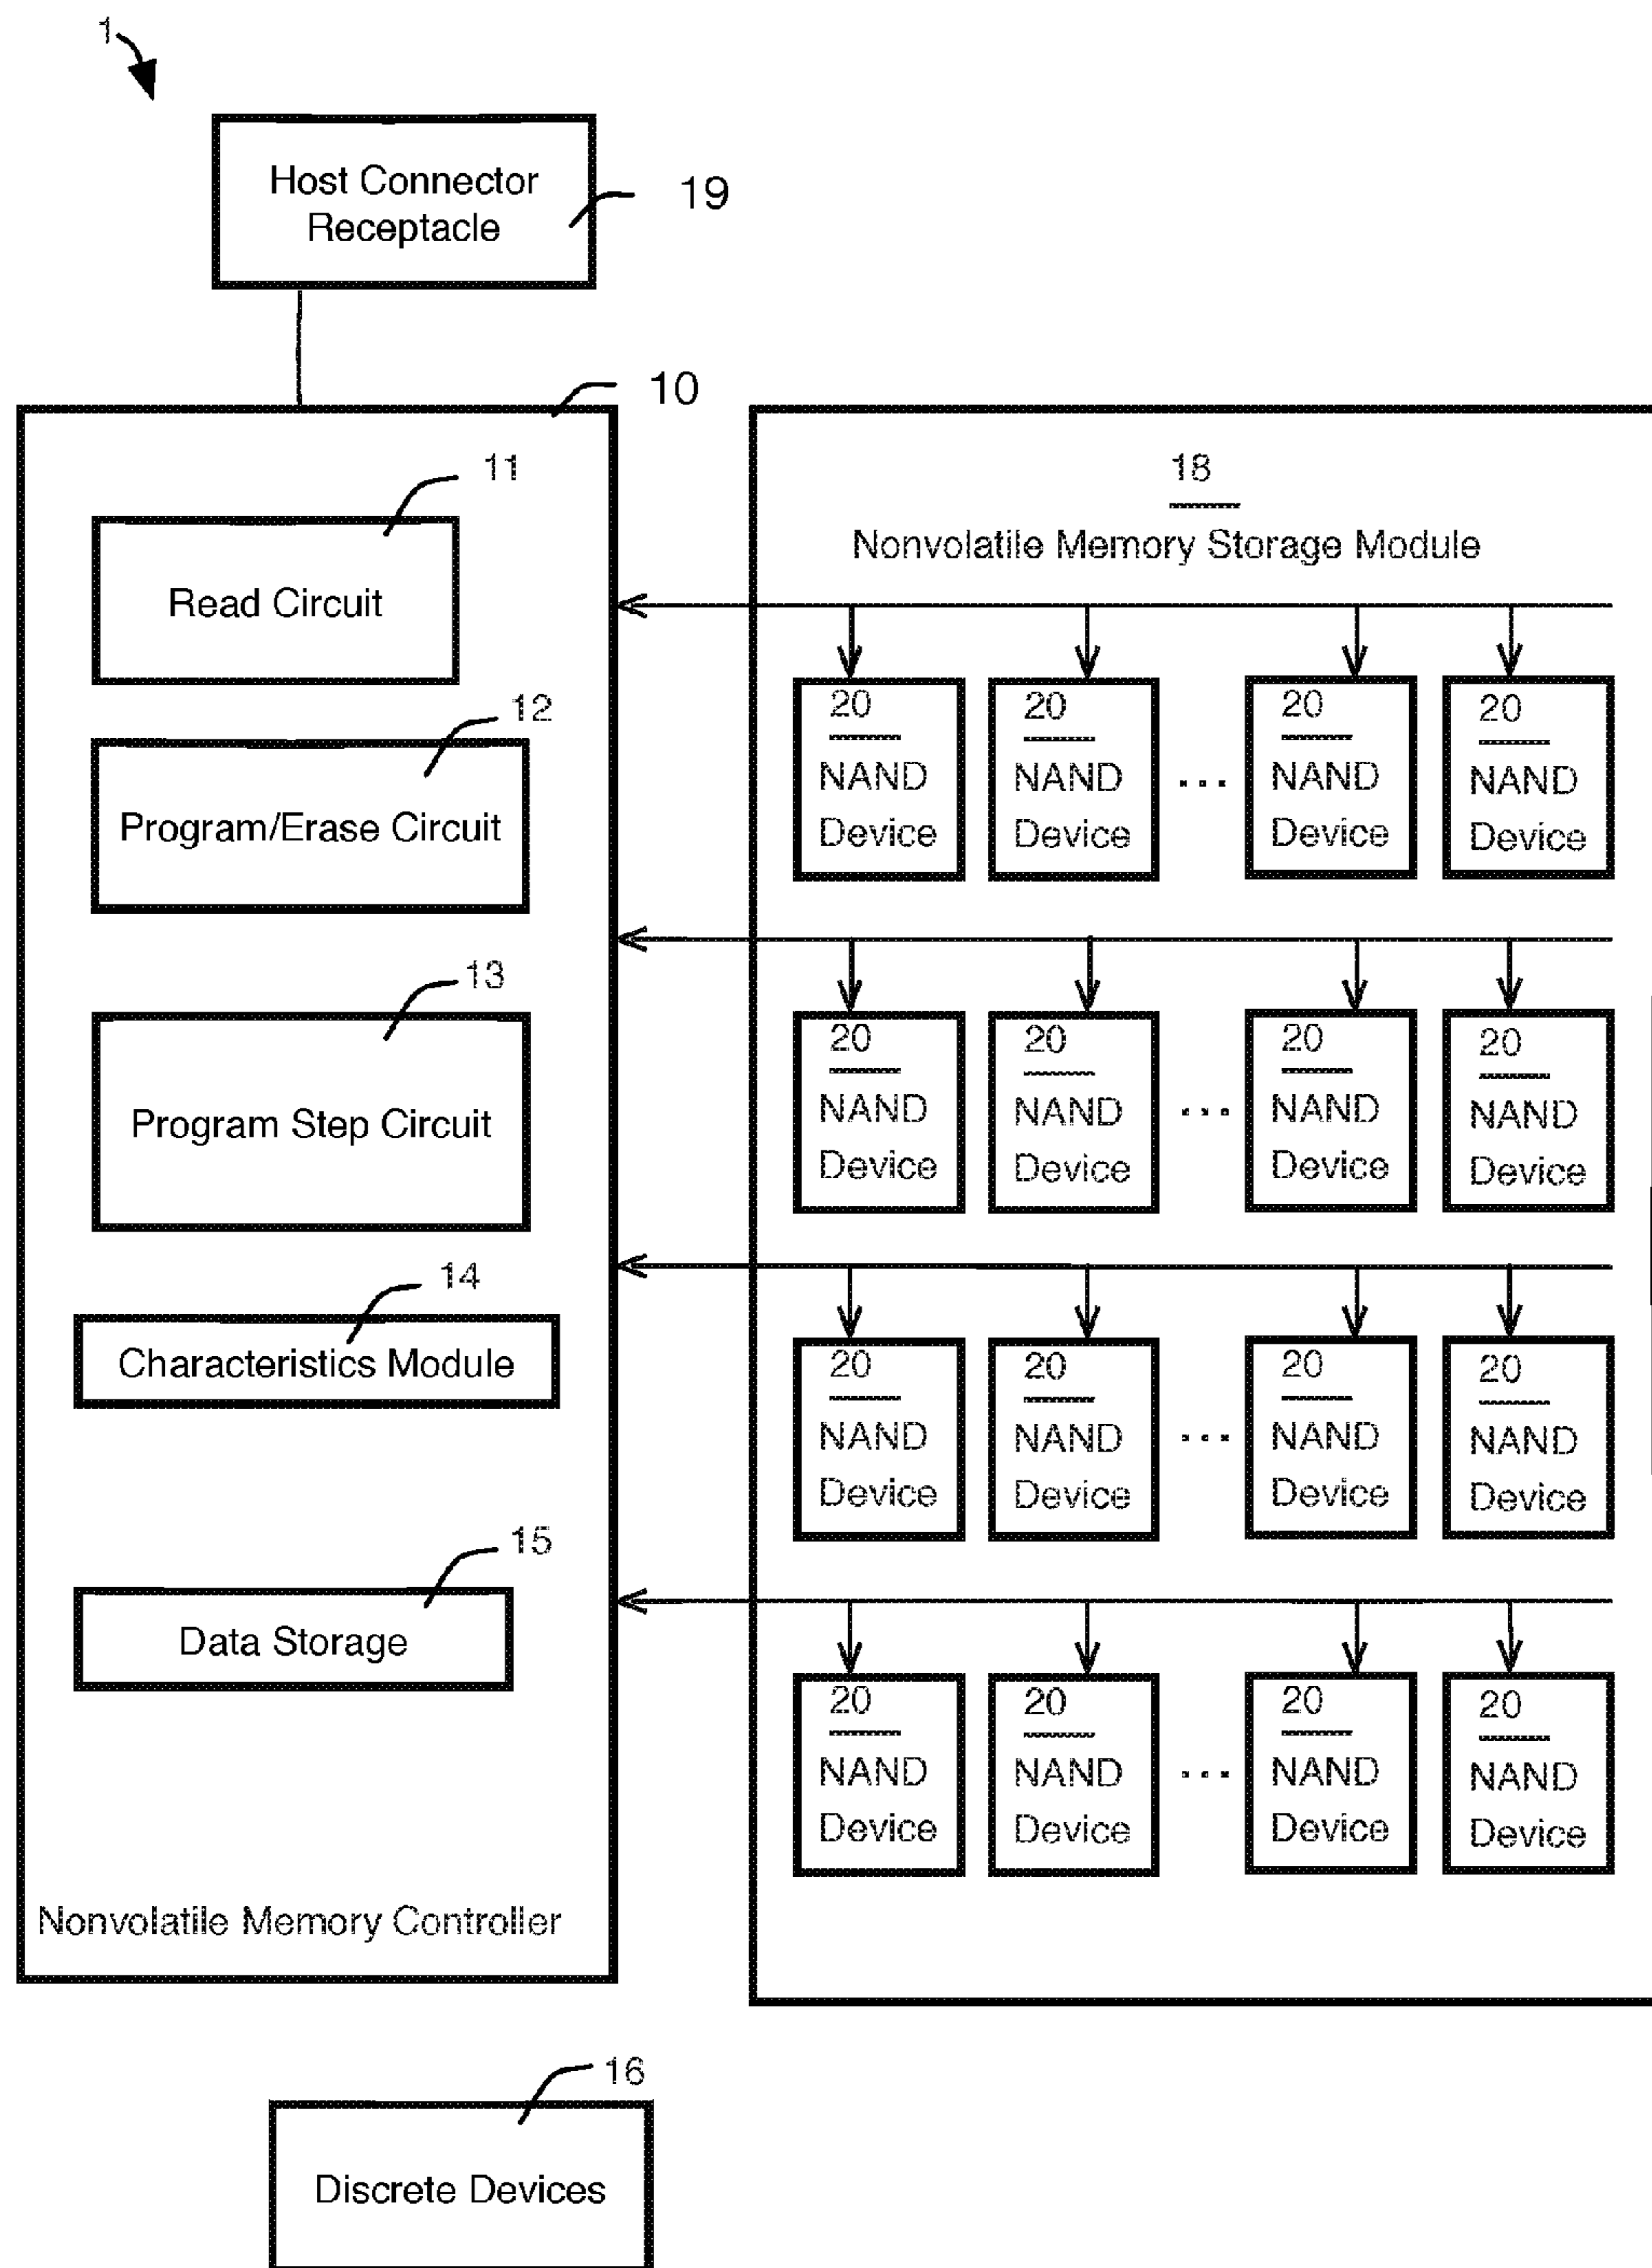 1
Host Connector
Receptacle
19
10
11
Read Circuit
12
Program/Erase Circuit
13
Program Step Circuit
14
Characteristics Module
15
Data Storage
Nonvolatile Memory Controller
18
Nonvolatile Memory Storage Module
20 20 20 20
NAND NAND ... NAND NAND
Device Device Device Device
20 20 20 20
NAND NAND ... NAND NAND
Device Device Device Device
20 20 20 20
NAND NAND ... NAND NAND
Device Device Device Device
20 20 20 20
NAND NAND ... NAND NAND
Device Device Device Device
16
Discrete Devices